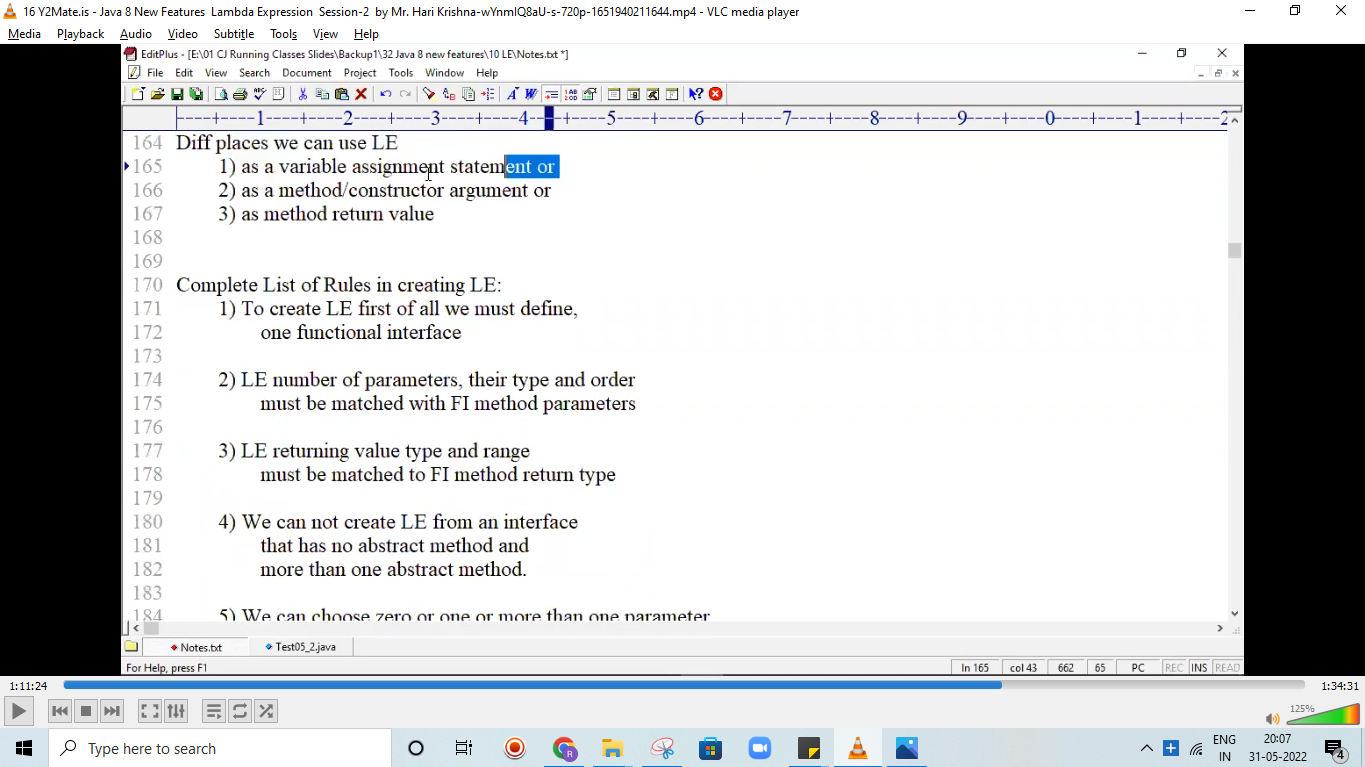 16 Y2Mate.is - Java 8 New Features  Lambda Expression  Session-2  by Mr. Hari Krishna-wYnmIQ8aU-s-720p-1651940211644.mp4 - VLC media player
Media Playback Audio Video Subtitle Tools View Help
EditPlus - [E:\01 CJ Running Classes Slides\Backup1\32 Java 8 new features\10 LE\Notes.txt *]
File Edit View Search Document Project Tools Window Help
----+----1----+----2----+----3----+----4----+----5----+----6----+----7----+----8----+----9----+----0----+----1----+----2
164 Diff places we can use LE
165 1) as a variable assignment statement or
166 2) as a method/constructor argument or
167 3) as method return value
168
169
170 Complete List of Rules in creating LE:
171 1) To create LE first of all we must define,
172 one functional interface
173
174 2) LE number of parameters, their type and order
175 must be matched with FI method parameters
176
177 3) LE returning value type and range
178 must be matched to FI method return type
179
180 4) We can not create LE from an interface
181 that has no abstract method and
182 more than one abstract method.
183
184 5) We can choose zero or one or more than one parameter
Notes.txt Test05_2.java
For Help, press F1 ln 165 col 43 662 65 PC REC INS READ
1:11:24 1:34:31
125%
Type here to search
ENG 20:07
IN 31-05-2022 4